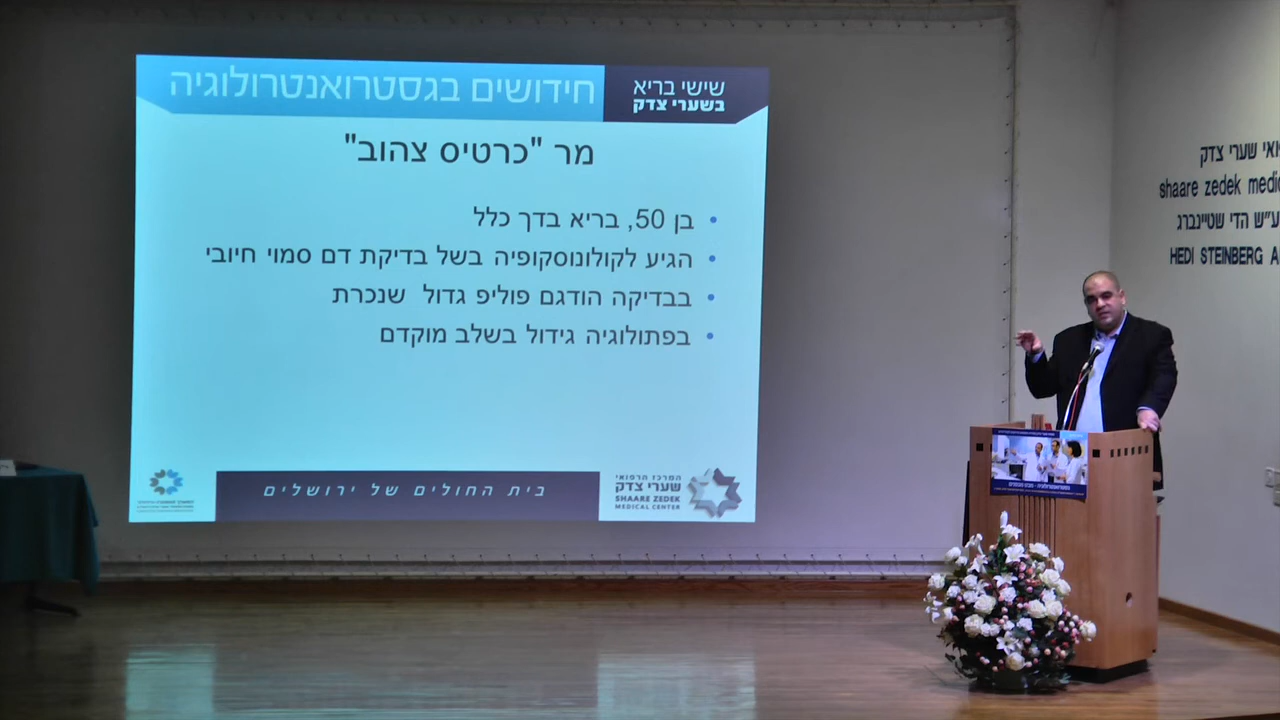 חידושים בגסטרואנטרולוגיה
שישי בריא
בשערי צדק
מר "כרטיס צהוב"
• בן 50, בריא בדך כלל
• הגיע לקולונוסקופיה בשל בדיקת דם סמוי חיובי
• בבדיקה הודגם פוליפ גדול שנכרת
• בפתולוגיה גידול בשלב מוקדם
בית החולים של ירושלים
המרכז הרפואי
שערי צדק
SHAARE ZEDEK
MEDICAL CENTER
שערי צדק
shaare zedek
ע"ש הדי שטיינברג
HEDI STEINBERG